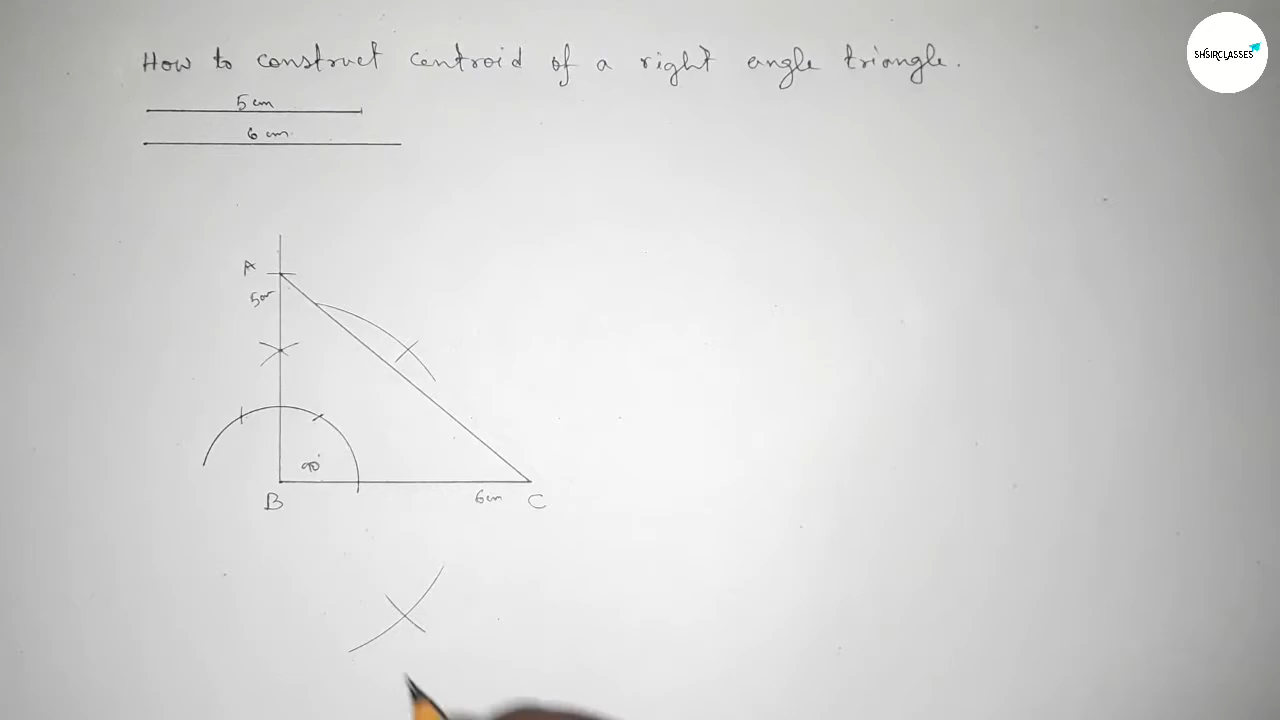 How to construct centroid of a right angle triangle.
SHSIRCLASSES
5 cm
6 cm
A
5cm
90°
B
6cm C